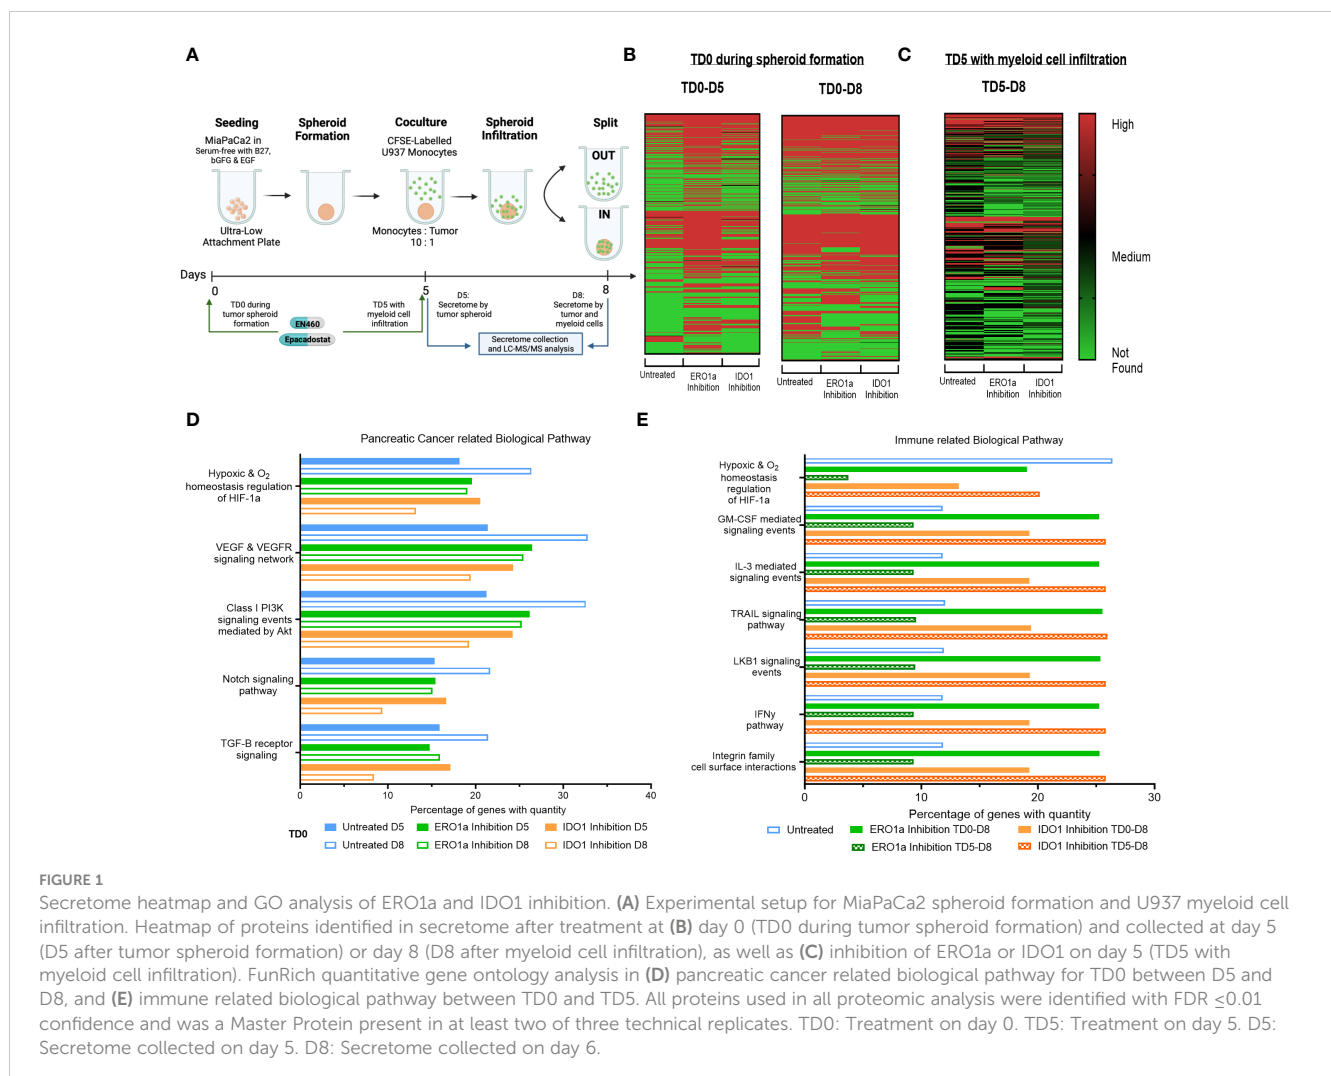 A
Seeding
MiaPaCa2 in
Serum-free with B27,
bGFG & EGF
Ultra-Low
Attachment Plate
Spheroid
Formation
Coculture
CFSE-Labelled
U937 Monocytes
Monocytes : Tumor
10 : 1
Spheroid
Infiltration
Split
OUT
IN
Days
0
5
8
TD0 during
tumor spheroid
formation
EN460
Epacadostat
TD5 with
myeloid cell
infiltration
D5:
Secretome by
tumor spheroid
D8:
Secretome by
tumor and
myeloid cells
Secretome collection
and LC-MS/MS analysis
B
TD0 during spheroid formation
TD0-D5
TD0-D8
Untreated
ERO1a
Inhibition
IDO1
Inhibition
Untreated
ERO1a
Inhibition
IDO1
Inhibition
C
TD5 with myeloid cell infiltration
TD5-D8
Untreated
ERO1a
Inhibition
IDO1
Inhibition
High
Medium
Not
Found
D
Pancreatic Cancer related Biological Pathway
Hypoxic & O2
homeostasis regulation
of HIF-1a
VEGF & VEGFR
signaling network
Class I PI3K
signaling events
mediated by Akt
Notch signaling
pathway
TGF-B receptor
signaling
0
10
20
30
40
Percentage of genes with quantity
TD0
Untreated D5
ERO1a Inhibition D5
IDO1 Inhibition D5
Untreated D8
ERO1a Inhibition D8
IDO1 Inhibition D8
E
Immune related Biological Pathway
Hypoxic & O2
homeostasis
regulation
of HIF-1a
GM-CSF mediated
signaling events
IL-3 mediated
signaling events
TRAIL signaling
pathway
LKB1 signaling
events
IFNy
pathway
Integrin family
cell surface interactions
0
10
20
30
Percentage of genes with quantity
Untreated
ERO1a Inhibition TD0-D8
IDO1 Inhibition TD0-D8
ERO1a Inhibition TD5-D8
IDO1 Inhibition TD5-D8
FIGURE 1
Secretome heatmap and GO analysis of ERO1a and IDO1 inhibition. (A) Experimental setup for MiaPaCa2 spheroid formation and U937 myeloid cell
infiltration. Heatmap of proteins identified in secretome after treatment at (B) day 0 (TD0 during tumor spheroid formation) and collected at day 5
(D5 after tumor spheroid formation) or day 8 (D8 after myeloid cell infiltration), as well as (C) inhibition of ERO1a or IDO1 on day 5 (TD5 with
myeloid cell infiltration). FunRich quantitative gene ontology analysis in (D) pancreatic cancer related biological pathway for TD0 between D5 and
D8, and (E) immune related biological pathway between TD0 and TD5. All proteins used in all proteomic analysis were identified with FDR ≤0.01
confidence and was a Master Protein present in at least two of three technical replicates. TD0: Treatment on day 0. TD5: Treatment on day 5. D5:
Secretome collected on day 5. D8: Secretome collected on day 6.